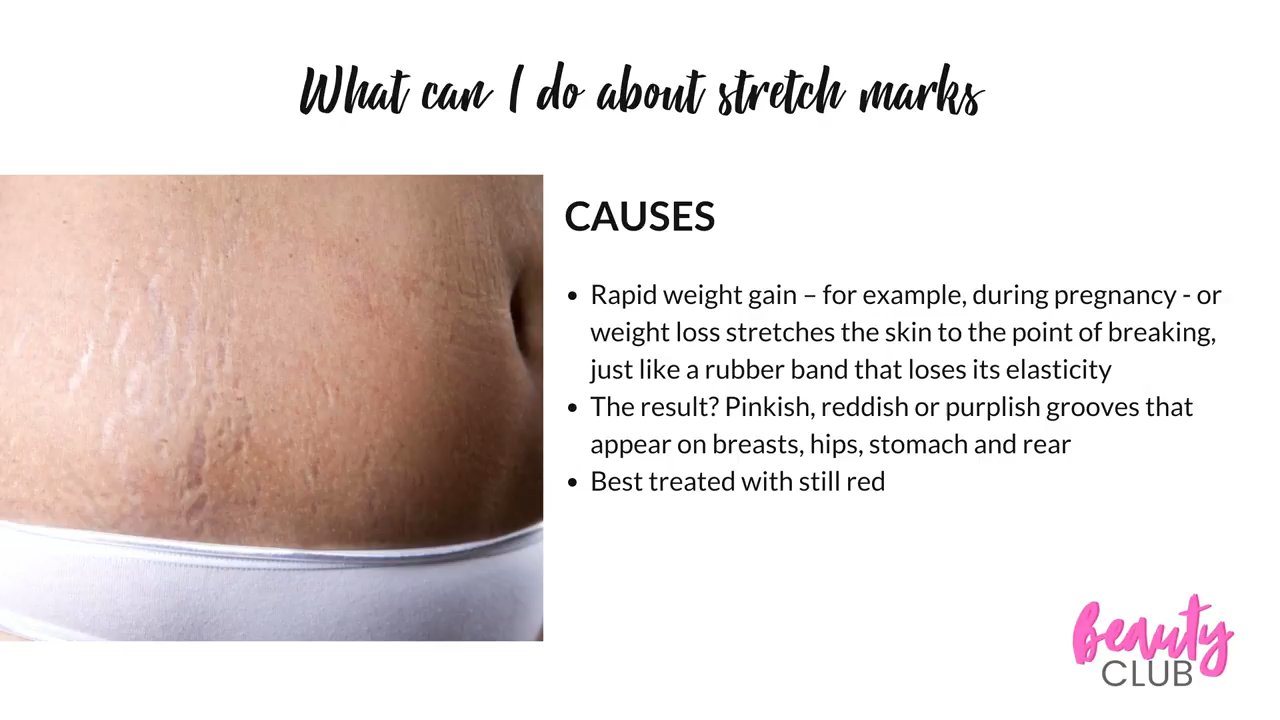 What can I do about stretch marks
CAUSES
• Rapid weight gain – for example, during pregnancy - or
weight loss stretches the skin to the point of breaking,
just like a rubber band that loses its elasticity
• The result? Pinkish, reddish or purplish grooves that
appear on breasts, hips, stomach and rear
• Best treated with still red
Beauty
CLUB